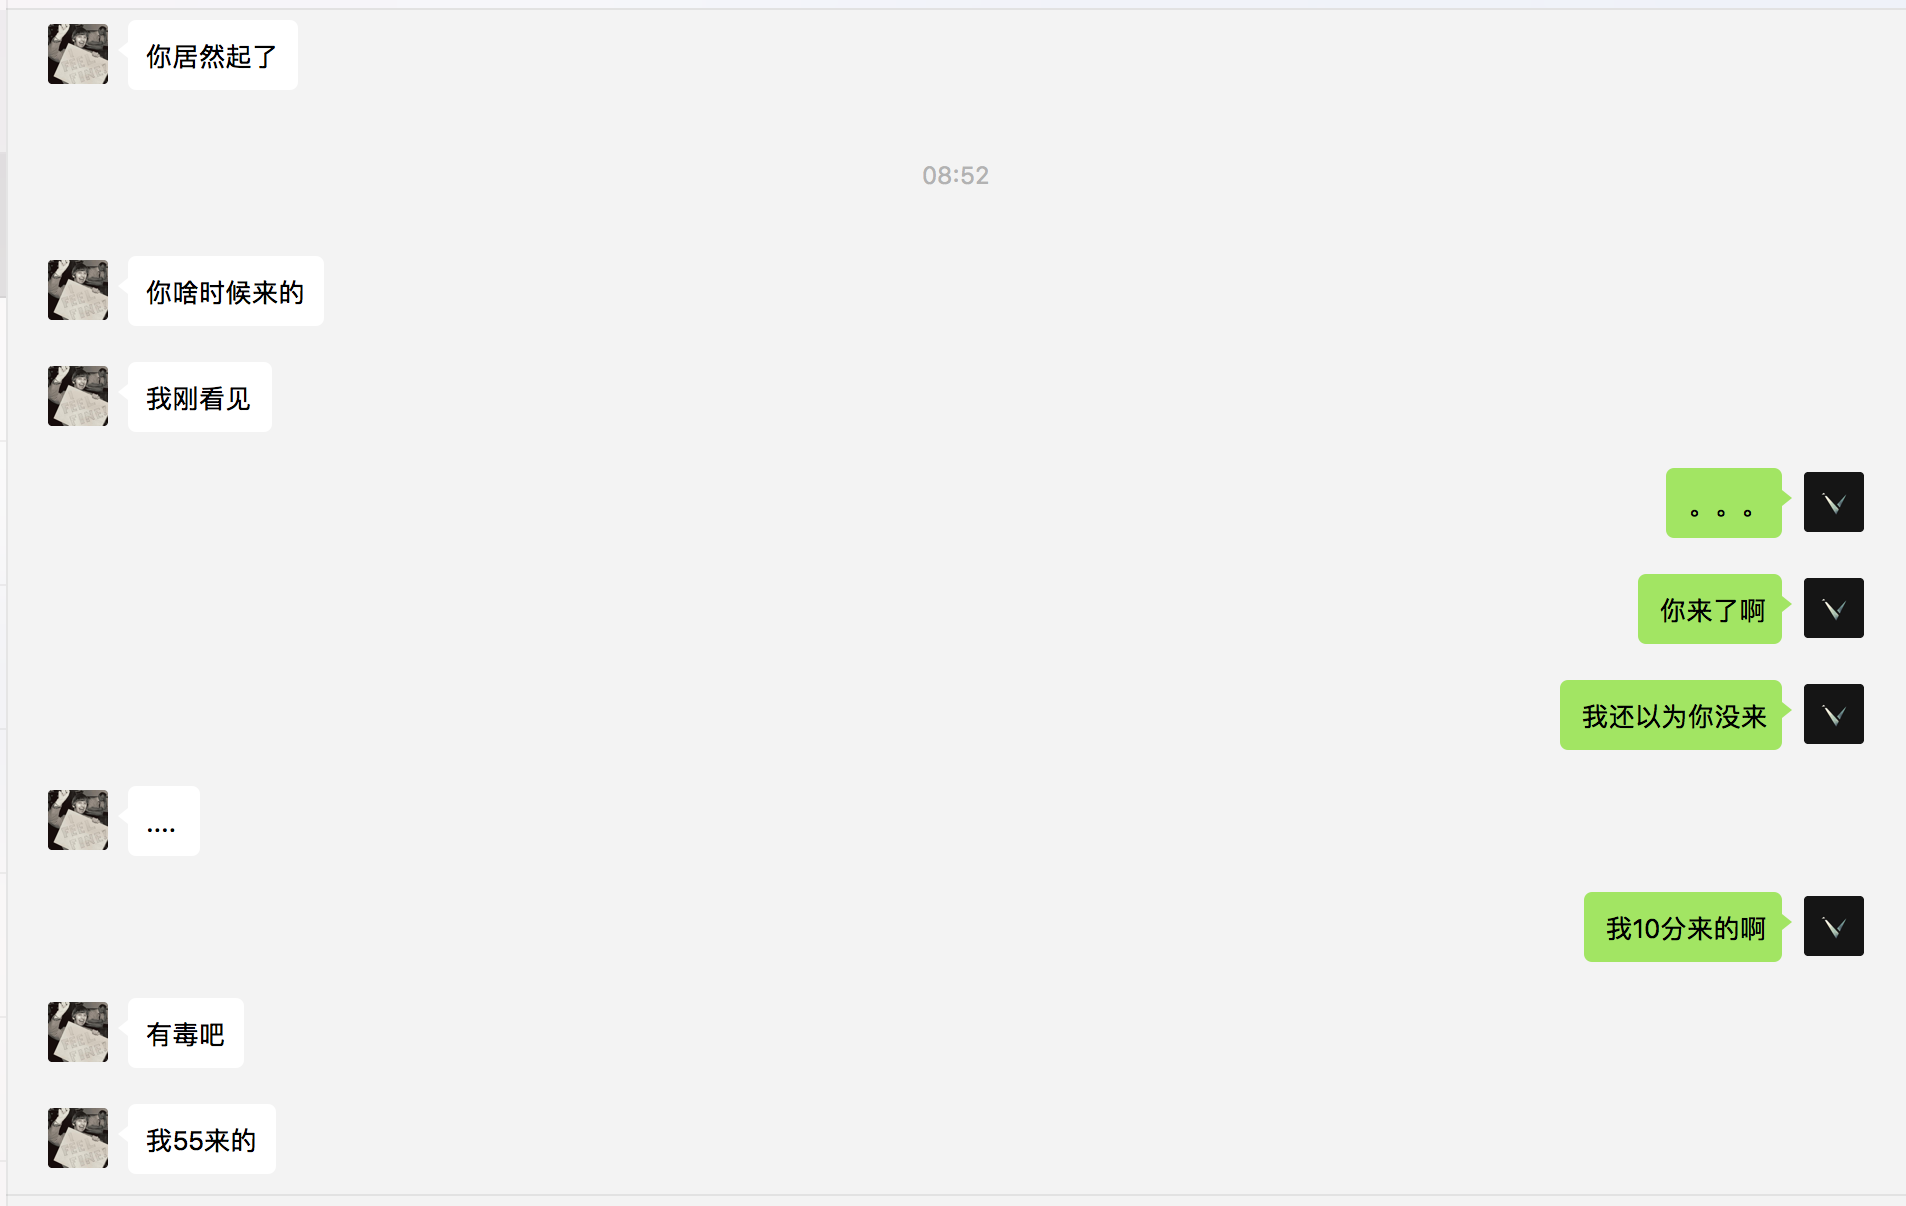 你居然起了
08:52
你啥时候来的
我刚看见
。。。
你来了啊
我还以为你没来
....
我10分来的啊
有毒吧
我55来的